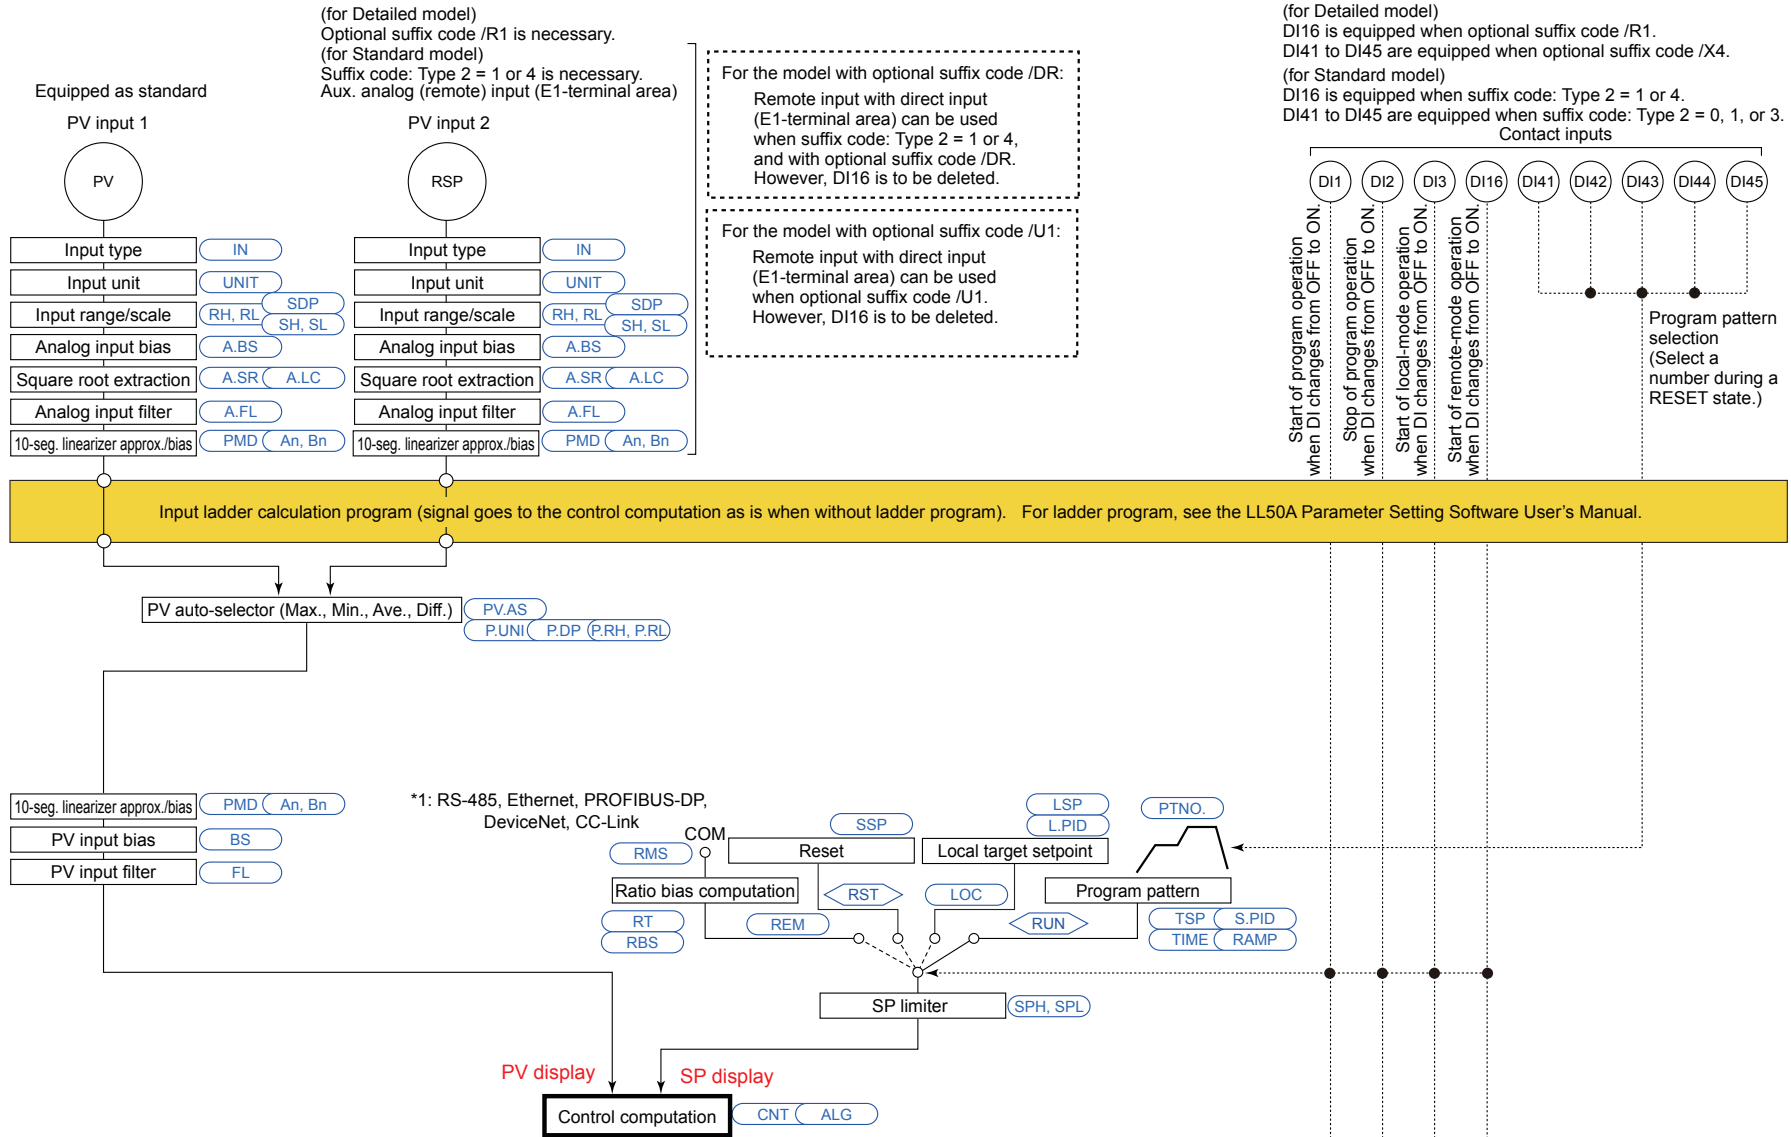 (for Detailed model)
Optional suffix code /R1 is necessary.
(for Standard model)
Suffix code: Type 2 = 1 or 4 is necessary.
Aux. analog (remote) input (E1-terminal area)
Equipped as standard
PV input 1
PV input 2
PV
RSP
Input type
IN
Input unit
UNIT
Input range/scale
RH, RL
SDP
SH, SL
Analog input bias
A.BS
Square root extraction
A.SR
A.LC
Analog input filter
A.FL
10-seg. linearizer approx./bias
PMD
An, Bn
Input type
IN
Input unit
UNIT
Input range/scale
RH, RL
SDP
SH, SL
Analog input bias
A.BS
Square root extraction
A.SR
A.LC
Analog input filter
A.FL
10-seg. linearizer approx./bias
PMD
An, Bn
For the model with optional suffix code /DR:
Remote input with direct input
(E1-terminal area) can be used
when suffix code: Type 2 = 1 or 4,
and with optional suffix code /DR.
However, DI16 is to be deleted.
For the model with optional suffix code /U1:
Remote input with direct input
(E1-terminal area) can be used
when optional suffix code /U1.
However, DI16 is to be deleted.
(for Detailed model)
DI16 is equipped when optional suffix code /R1.
DI41 to DI45 are equipped when optional suffix code /X4.
(for Standard model)
DI16 is equipped when suffix code: Type 2 = 1 or 4.
DI41 to DI45 are equipped when suffix code: Type 2 = 0, 1, or 3.
Contact inputs
DI1
DI2
DI3
DI16
DI41
DI42
DI43
DI44
DI45
Start of program operation
when DI changes from OFF to ON.
Stop of program operation
when DI changes from OFF to ON.
Start of local-mode operation
when DI changes from OFF to ON.
Start of remote-mode operation
when DI changes from OFF to ON.
Program pattern
selection
(Select a
number during a
RESET state.)
Input ladder calculation program (signal goes to the control computation as is when without ladder program). For ladder program, see the LL50A Parameter Setting Software User's Manual.
PV auto-selector (Max., Min., Ave., Diff.)
PV.AS
P.UNI
P.DP
P.RH, P.RL
10-seg. linearizer approx./bias
PMD
An, Bn
PV input bias
BS
PV input filter
FL
*1: RS-485, Ethernet, PROFIBUS-DP,
DeviceNet, CC-Link
COM
RMS
Ratio bias computation
RT
RBS
REM
SSP
Reset
RST
LSP
L.PID
Local target setpoint
LOC
PTNO.
Program pattern
RUN
TSP
S.PID
TIME
RAMP
SP limiter
SPH, SPL
PV display
SP display
Control computation
CNT
ALG